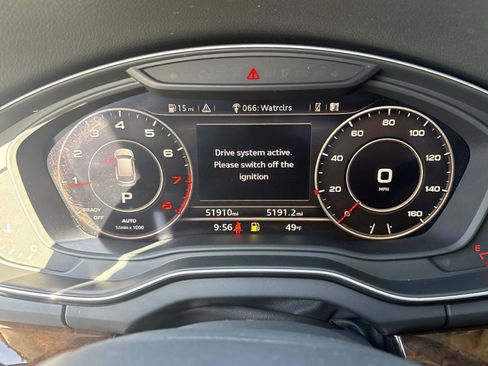 15 mi 066: Watrclrs
Drive system active.
Please switch off the
ignition
1 2 3 4 5 6 7 8
P
READY
OFF
AUTO
1/min x 1000
0 20 40 60 80 100 120 140 160
0
MPH
51910mi 5191.2mi
9:56 49°F
E